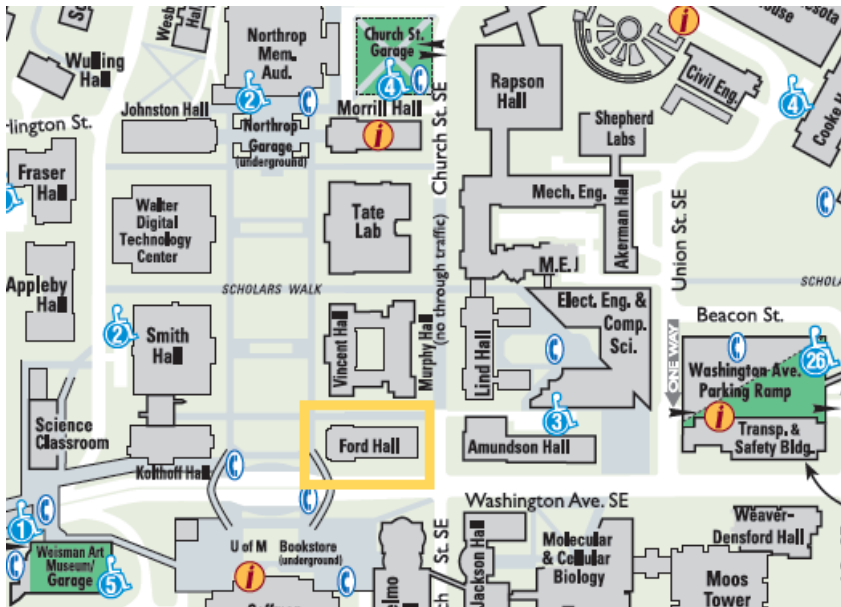 Northrop
Mem.
Aud.
Church St.
Garage
2
4
i
Rapson
Hall
Civil Eng.
4
Wulling
Hall
Johnston Hall
Northrop
Garage
(underground)
Morrill Hall
i
Church St. SE
(no through traffic)
Shepherd
Labs
Fraser
Hall
Walter
Digital
Technology
Center
Tate
Lab
Mech. Eng.
Akerman Hall
Union St. SE
M.E.
Appleby
Hall
SCHOLARS WALK
2
Smith
Hall
Vincent Hall
Murphy Hall
Lind Hall
Elect. Eng. &
Comp.
Sci.
Beacon St.
ONE WAY
Washington Ave.
Parking Ramp
26
i
Transp. &
Safety Bldg.
Science
Classroom
Kolthoff Hall
Ford Hall
3
Amundson Hall
1
Weisman Art
Museum/
Garage
5
U of M
Bookstore
(underground)
i
St. SE
Washington Ave. SE
Jackson Hall
Molecular
& Cellular
Biology
Weaver-
Densford Hall
Moos
Tower